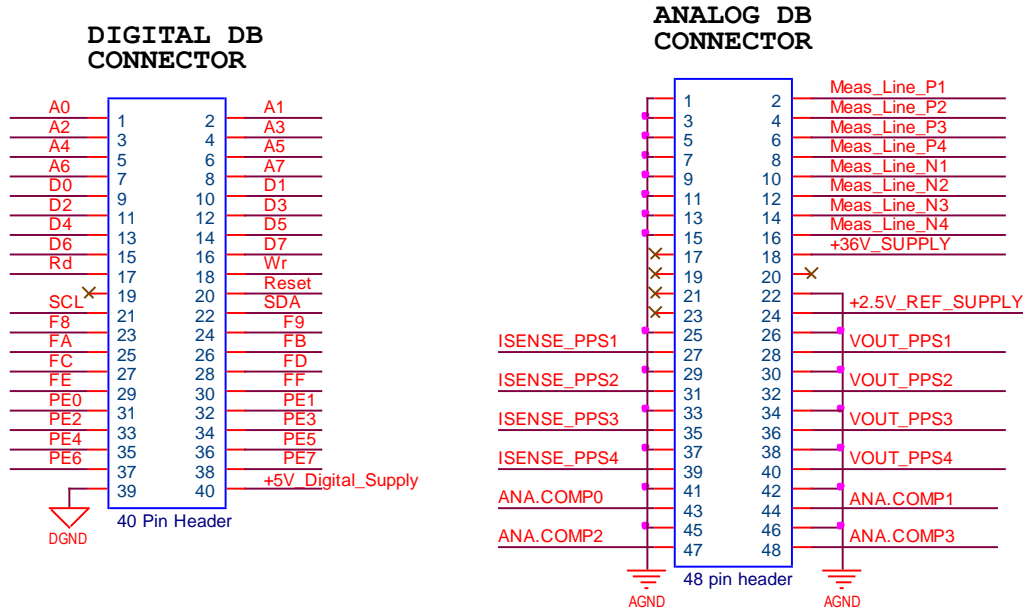 DIGITAL DB
CONNECTOR
A0 1 2 A1
A2 3 4 A3
A4 5 6 A5
A6 7 8 A7
D0 9 10 D1
D2 11 12 D3
D4 13 14 D5
D6 15 16 D7
Rd 17 18 Wr
19 20 Reset
SCL 21 22 SDA
F8 23 24 F9
FA 25 26 FB
FC 27 28 FD
FE 29 30 FF
PE0 31 32 PE1
PE2 33 34 PE3
PE4 35 36 PE5
PE6 37 38 PE7
39 40 +5V_Digital_Supply
DGND
40 Pin Header
ANALOG DB
CONNECTOR
1 2 Meas_Line_P1
3 4 Meas_Line_P2
5 6 Meas_Line_P3
7 8 Meas_Line_P4
9 10 Meas_Line_N1
11 12 Meas_Line_N2
13 14 Meas_Line_N3
15 16 Meas_Line_N4
17 18 +36V_SUPPLY
19 20
21 22
23 24 +2.5V_REF_SUPPLY
25 26
ISENSE_PPS1 27 28 VOUT_PPS1
29 30
ISENSE_PPS2 31 32 VOUT_PPS2
33 34
ISENSE_PPS3 35 36 VOUT_PPS3
37 38
ISENSE_PPS4 39 40 VOUT_PPS4
41 42
ANA.COMP0 43 44 ANA.COMP1
45 46
ANA.COMP2 47 48 ANA.COMP3
48 pin header
AGND AGND